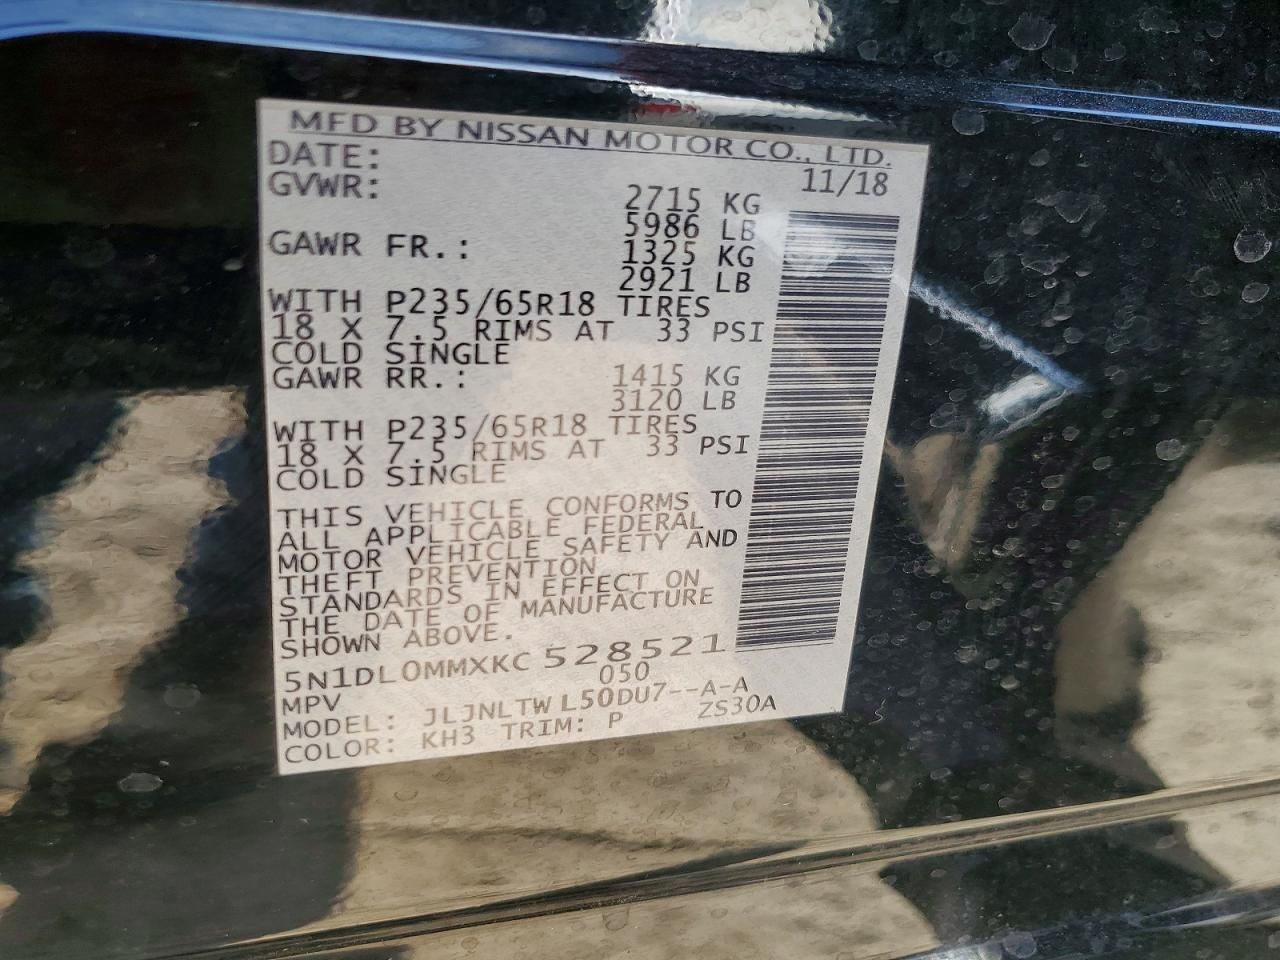 MFD BY NISSAN MOTOR CO., LTD.
DATE: 11/18
GVWR: 2715 KG
5986 LB
GAWR FR.: 1325 KG
2921 LB
WITH P235/65R18 TIRES
18 X 7.5 RIMS AT 33 PSI
COLD SINGLE
GAWR RR.: 1415 KG
3120 LB
WITH P235/65R18 TIRES
18 X 7.5 RIMS AT 33 PSI
COLD SINGLE
THIS VEHICLE CONFORMS TO
ALL APPLICABLE FEDERAL
MOTOR VEHICLE SAFETY AND
THEFT PREVENTION
STANDARDS IN EFFECT ON
THE DATE OF MANUFACTURE
SHOWN ABOVE.
5N1DL0MMXKC 528521
MPV 050
MODEL: JLJNLTW L50DU7--A-A
COLOR: KH3 TRIM: P ZS30A